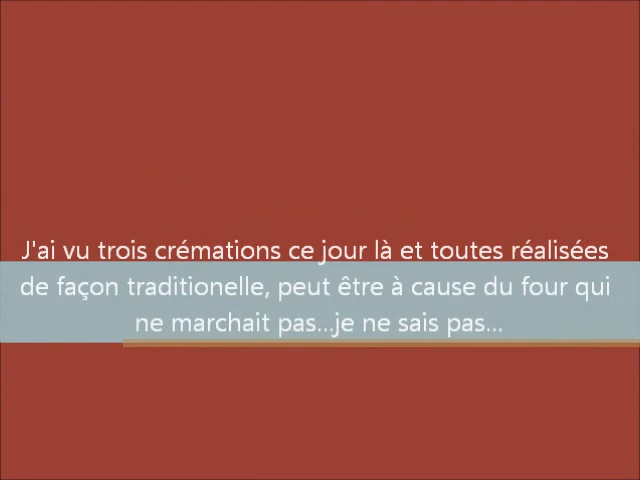 J'ai vu trois crémations ce jour là et toutes réalisées
de façon traditionelle, peut être à cause du four qui
ne marchait pas...je ne sais pas...